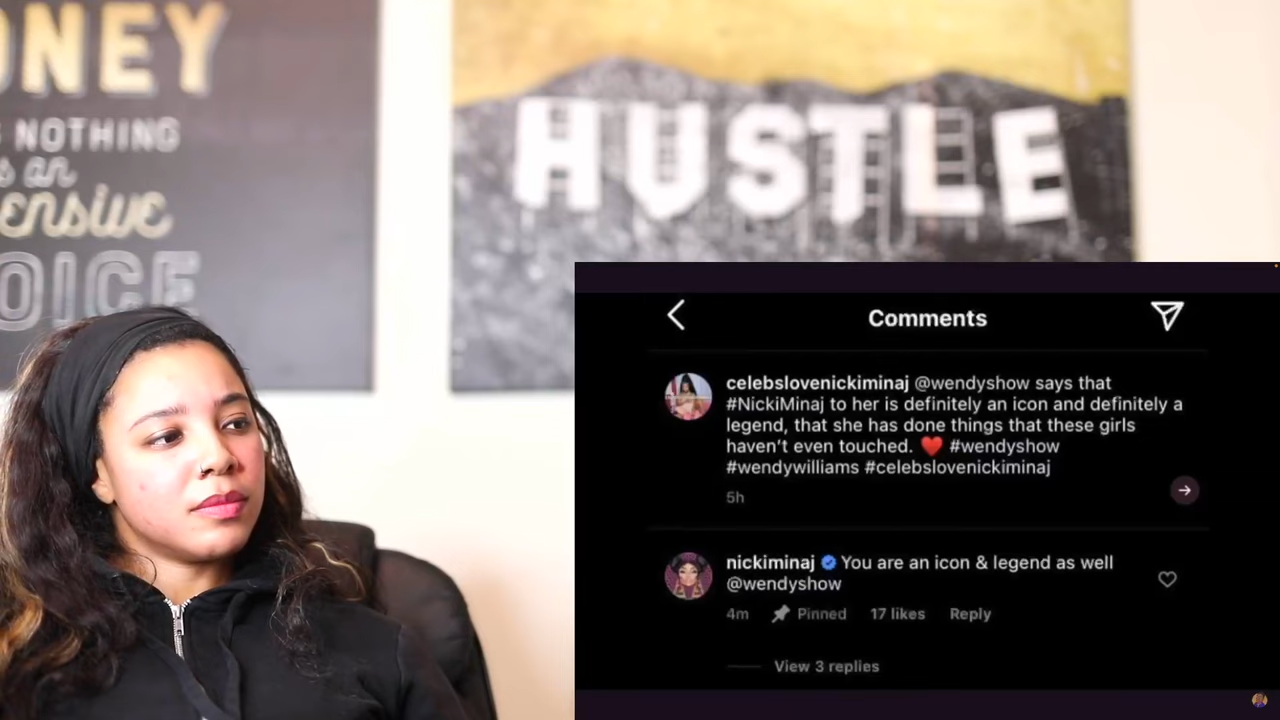 ONEY
NOTHING
on
ensive
OICE
HUSTLE
Comments
celebslovenickiminaj @wendyshow says that
#NickiMinaj to her is definitely an icon and definitely a
legend, that she has done things that these girls
haven't even touched. ❤️ #wendyshow
#wendywilliams #celebslovenickiminaj
5h
nickiminaj You are an icon & legend as well
@wendyshow
4m Pinned 17 likes Reply
View 3 replies